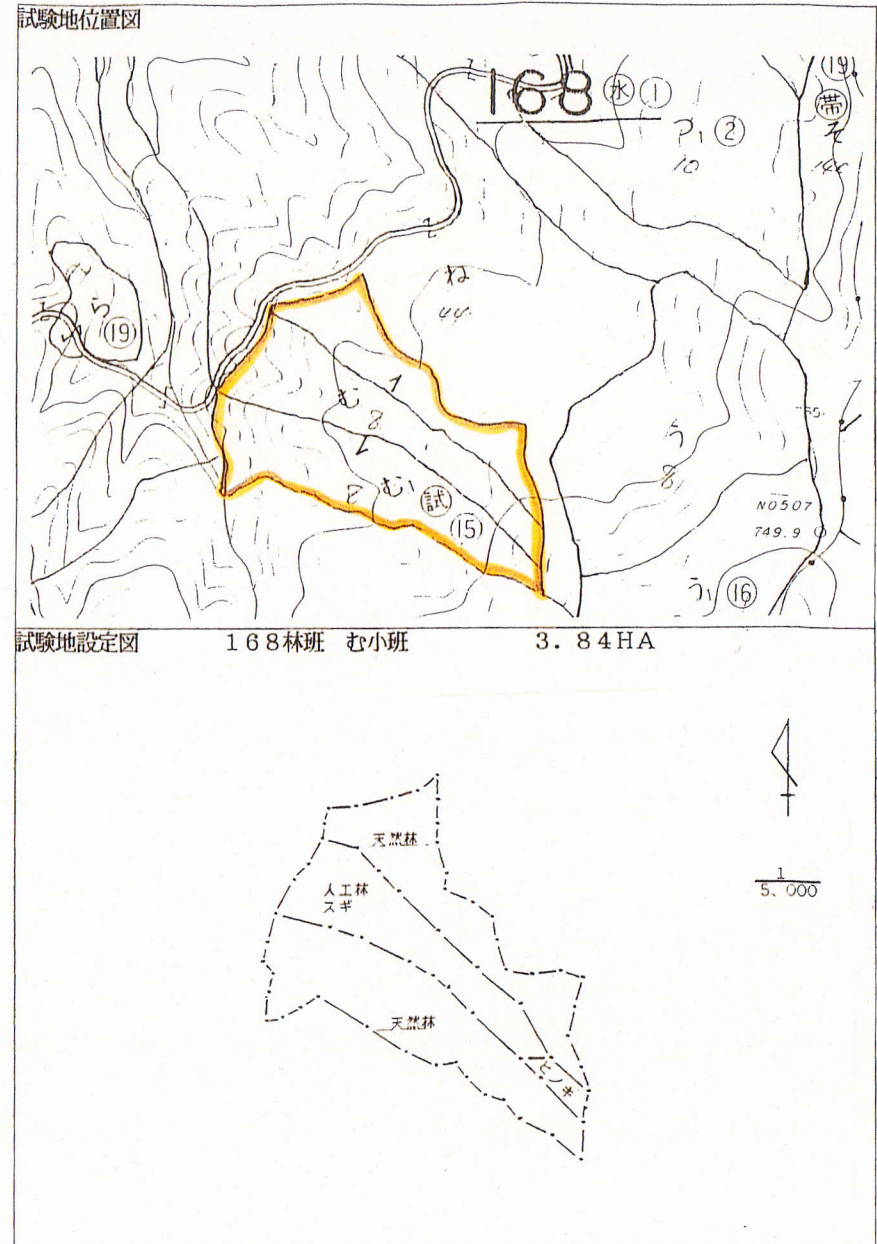 試験地位置図
168 水 1
(19)
帯
そ
144
2
10
ね
44
ら
(19)
む
8
1
む1
試
(15)
う
8
NO507
749.9
う1 16
試験地設定図 168林班 む小班 3.84HA
天然林
人工林
スギ
天然林
ヒノキ
1
5,000